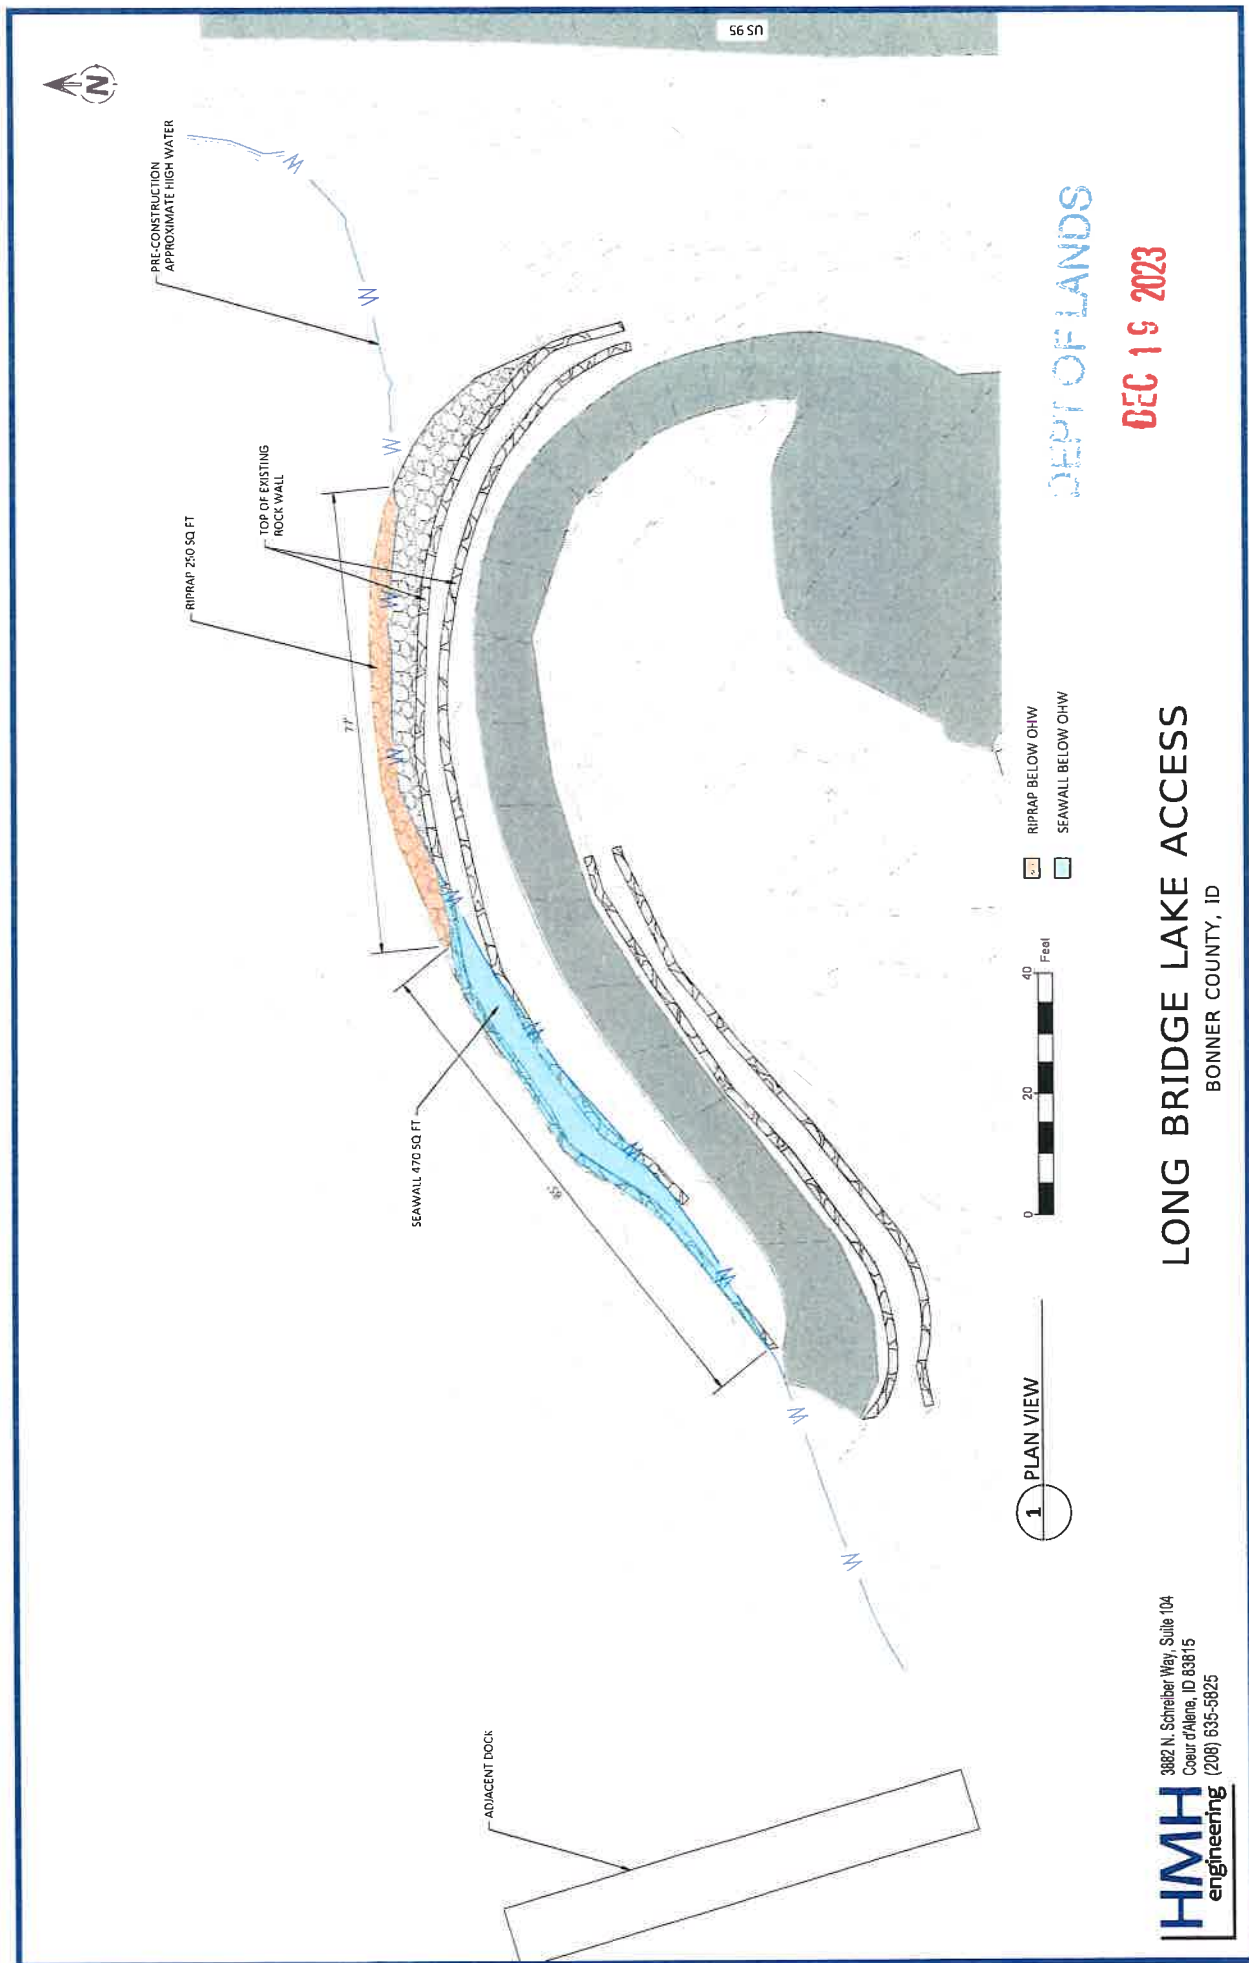 N
US 95
PRE-CONSTRUCTION
APPROXIMATE HIGH WATER
RIPRAP 250 SQ FT
TOP OF EXISTING
ROCK WALL
77'
SEAWALL 470 SQ FT
85'
ADJACENT DOCK
W
W
W
W
W
W
W
W
W
W
W
1
PLAN VIEW
0 20 40
Feet
RIPRAP BELOW OHW
SEAWALL BELOW OHW
DEPT OF LANDS
DEC 19 2023
LONG BRIDGE LAKE ACCESS
BONNER COUNTY, ID
HMH
engineering
3882 N. Schreiber Way, Suite 104
Coeur d'Alene, ID 83815
(208) 635-5825